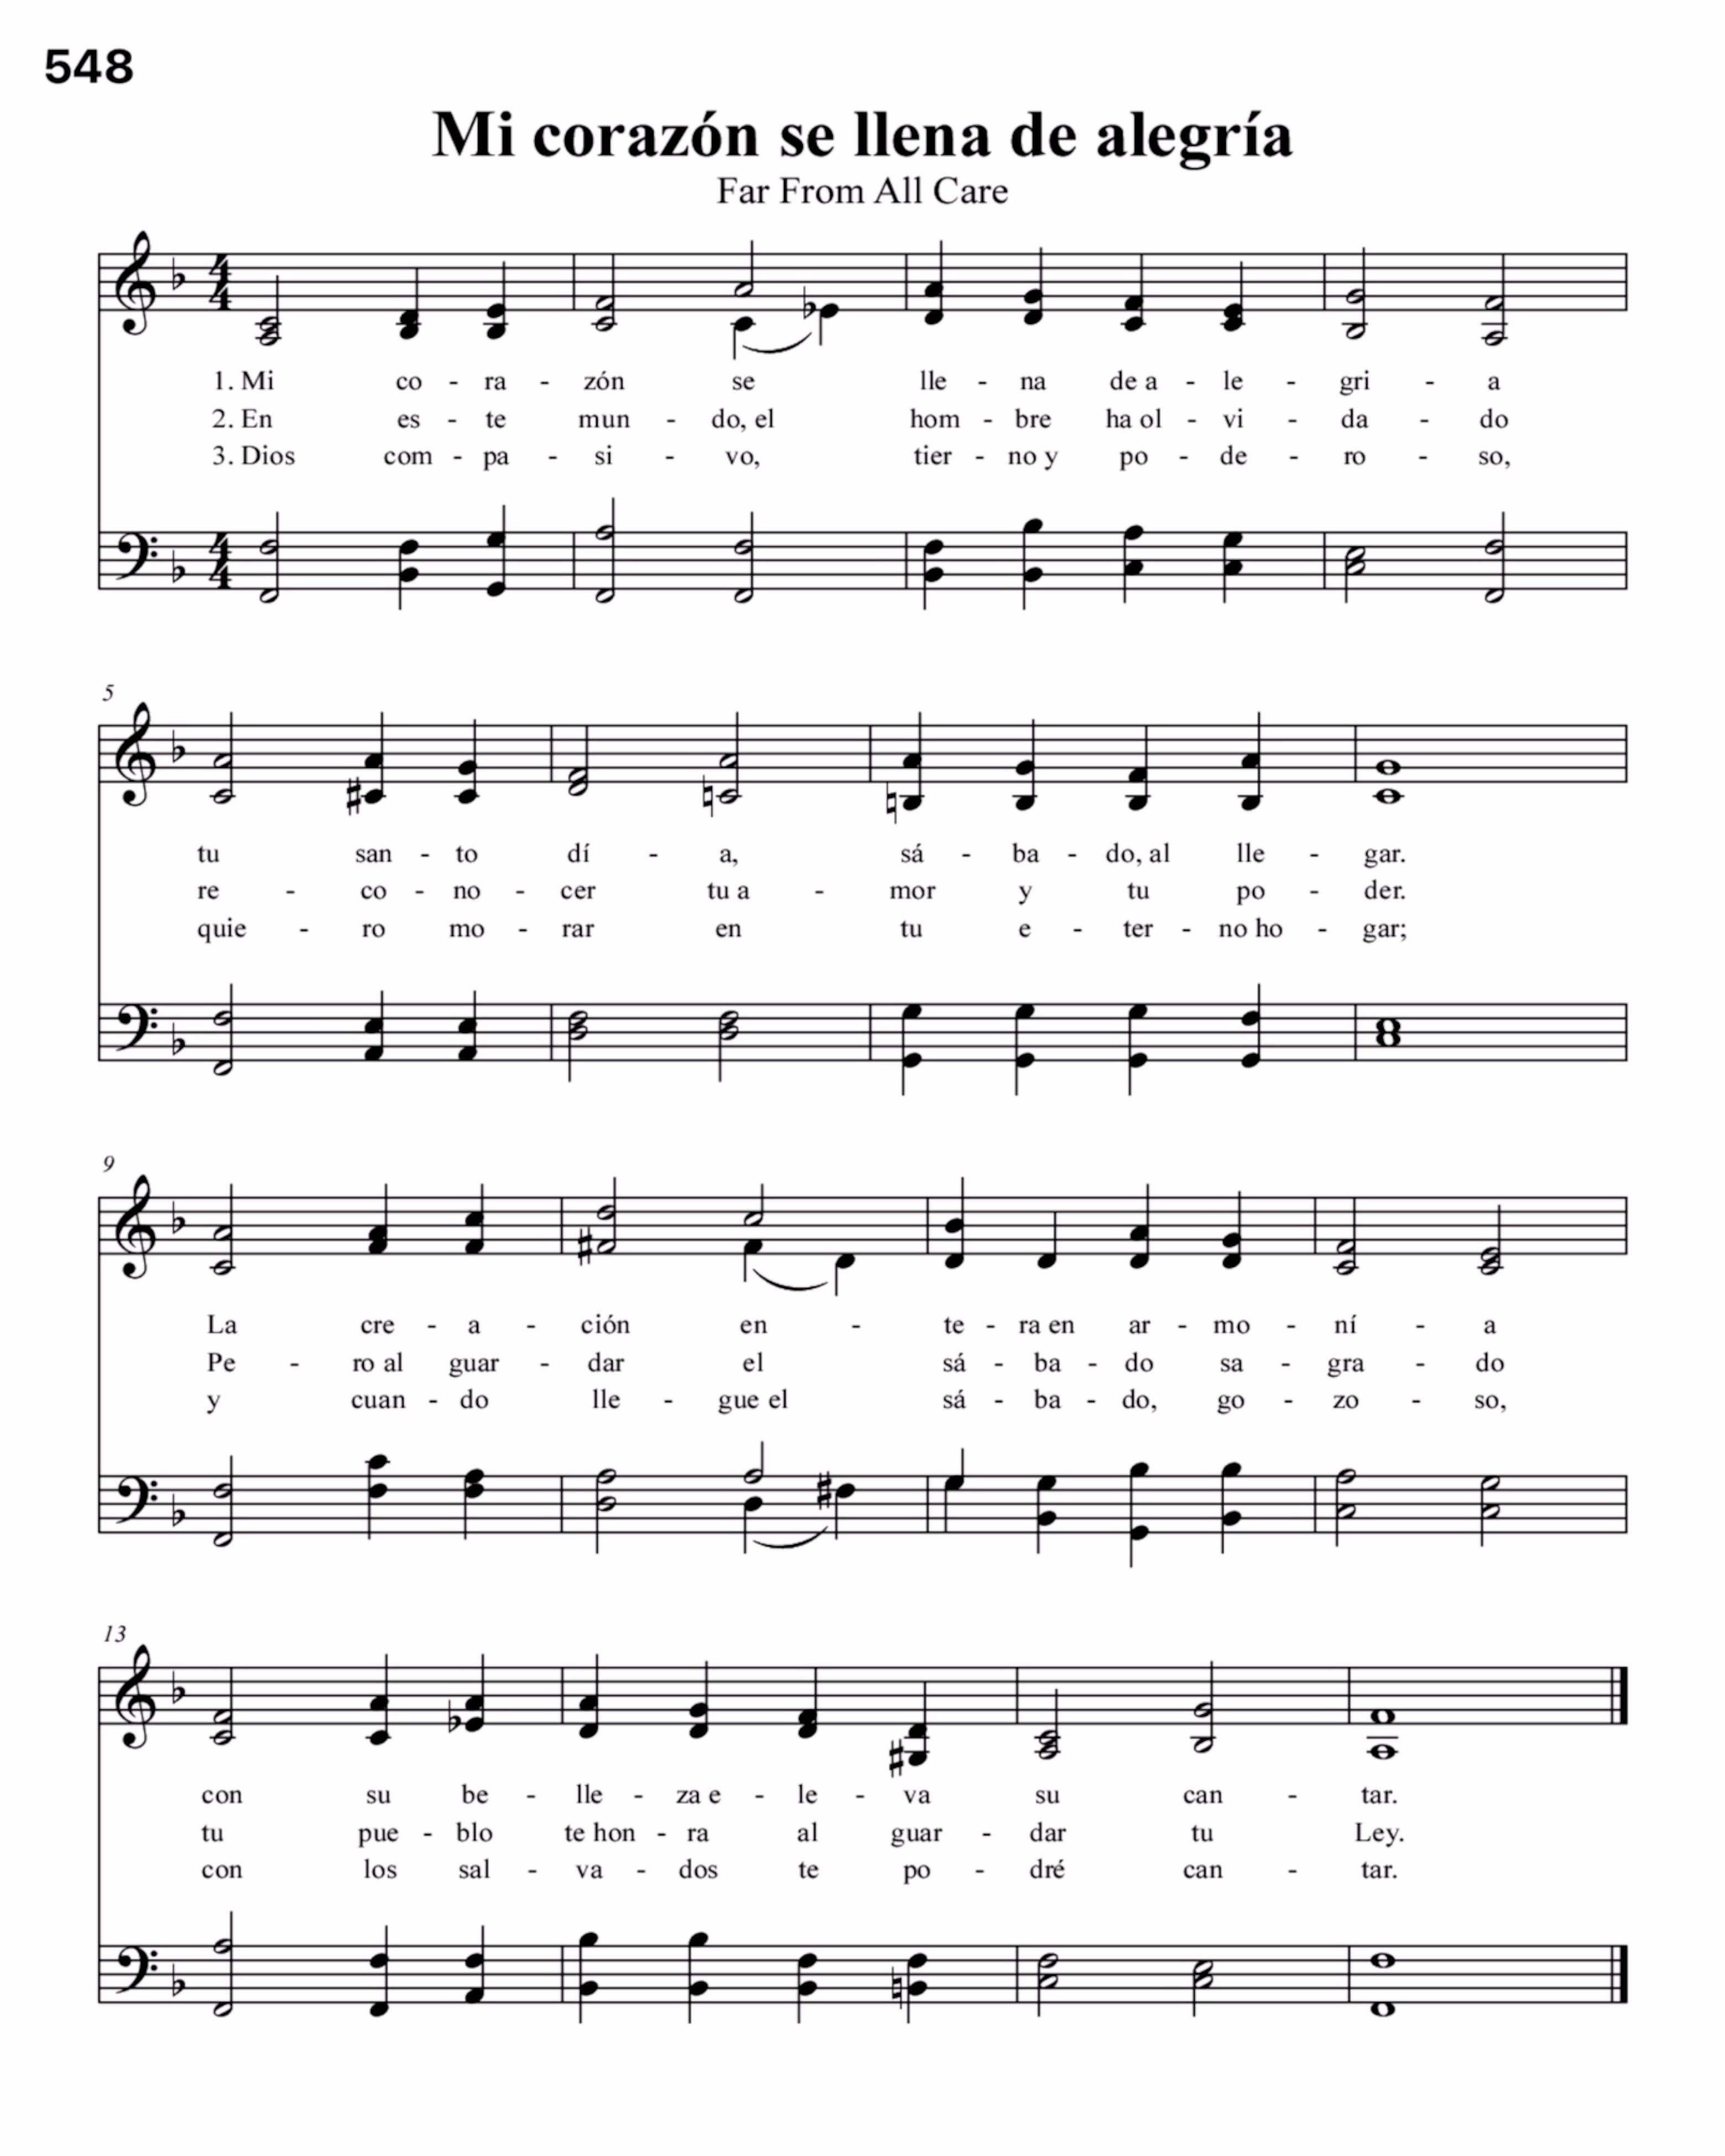 548
Mi corazón se llena de alegría
Far From All Care
1. Mi co - ra - zón se lle - na de a - le - gri - a
2. En es - te mun - do, el hom - bre ha ol - vi - da - do
3. Dios com - pa - si - vo, tier - no y po - de - ro - so,
5
tu san - to dí - a, sá - ba - do, al lle - gar.
re - co - no - cer tu a - mor y tu po - der.
quie - ro mo - rar en tu e - ter - no ho - gar;
9
La cre - a - ción en - te - ra en ar - mo - ní - a
Pe - ro al guar - dar el sá - ba - do sa - gra - do
y cuan - do lle - gue el sá - ba - do, go - zo - so,
13
con su be - lle - za e - le - va su can - tar.
tu pue - blo te hon - ra al guar - dar tu Ley.
con los sal - va - dos te po - dré can - tar.